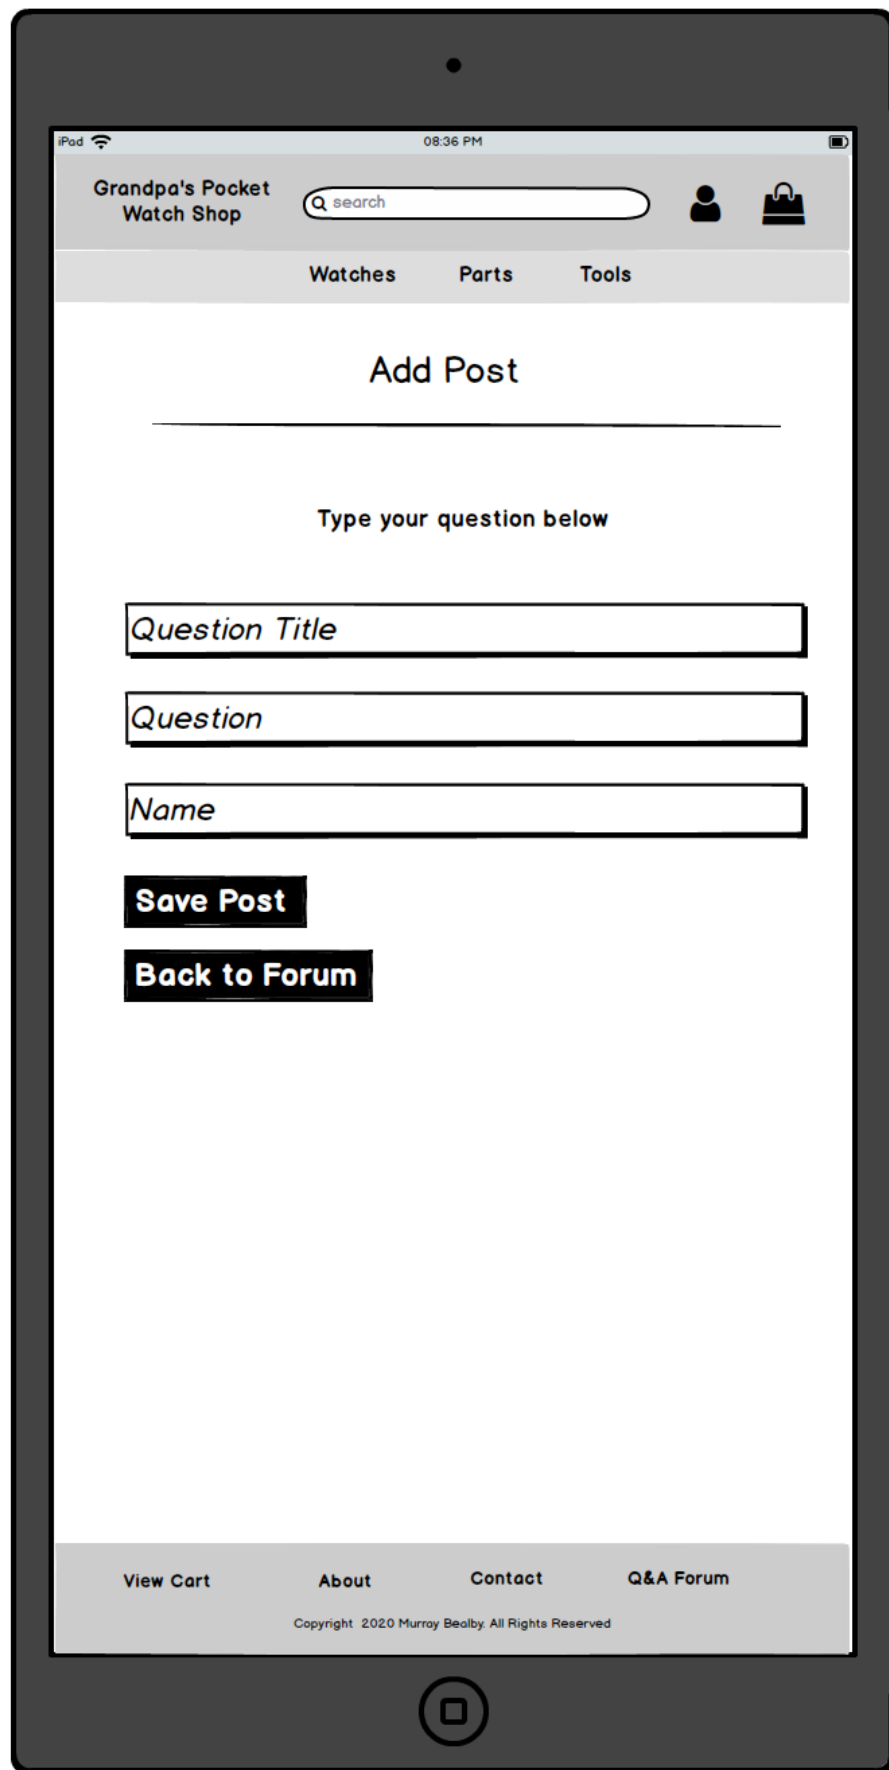 iPad 08:36 PM
Grandpa's Pocket
Watch Shop
search
Watches Parts Tools
Add Post
Type your question below
Question Title
Question
Name
Save Post
Back to Forum
View Cart About Contact Q&A Forum
Copyright 2020 Murray Bealby. All Rights Reserved